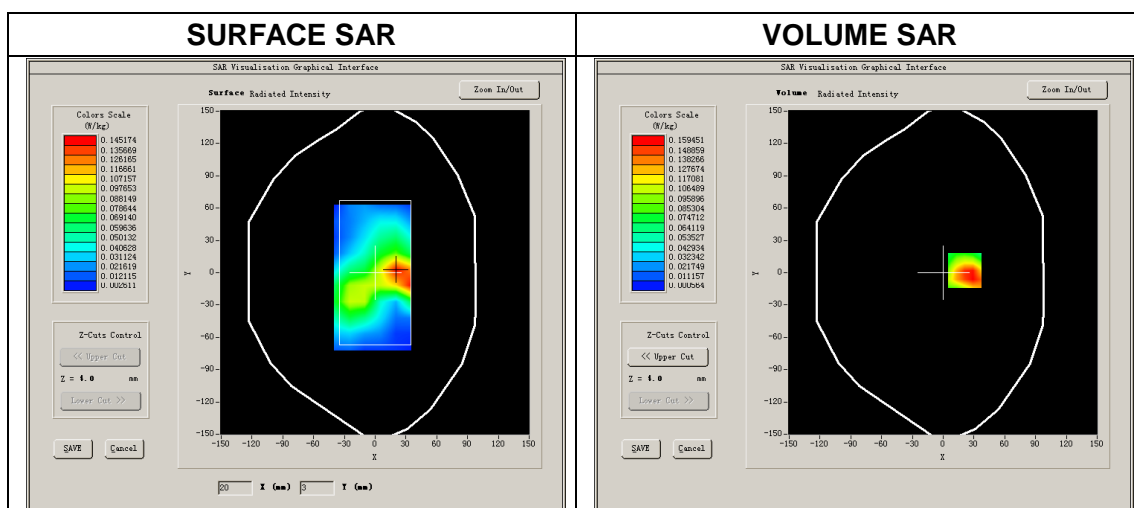 SURFACE SAR
VOLUME SAR
SAR Visualisation Graphical Interface
Surface Radiated Intensity
Zoom In/Out
Colors Scale
(W/kg)
0.145174
0.135669
0.126165
0.116661
0.107157
0.097653
0.088149
0.078644
0.069140
0.059636
0.050132
0.040628
0.031124
0.021619
0.012115
0.002611
150
120
90
60
30
0
-30
-60
-90
-120
-150
Y
-150 -120 -90 -60 -30 0 30 60 90 120 150
X
Z-Cuts Control
<< Upper Cut
Z = 4.0 mm
Lower Cut >>
SAVE Cancel
20 X (mm) 3 Y (mm)
SAR Visualisation Graphical Interface
Volume Radiated Intensity
Zoom In/Out
Colors Scale
(W/kg)
0.159451
0.148859
0.138266
0.127674
0.117081
0.106489
0.095896
0.085304
0.074712
0.064119
0.053527
0.042934
0.032342
0.021749
0.011157
0.000564
150
120
90
60
30
0
-30
-60
-90
-120
-150
Y
-150 -120 -90 -60 -30 0 30 60 90 120 150
X
Z-Cuts Control
<< Upper Cut
Z = 4.0 mm
Lower Cut >>
SAVE Cancel